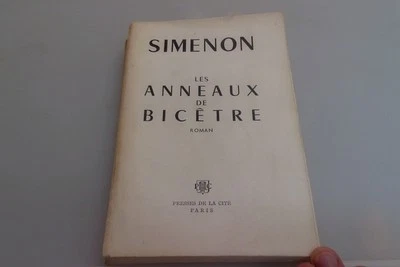 SIMENON
LES
ANNEAUX
DE
BICÊTRE
ROMAN
PRESSES DE LA CITÉ
PARIS